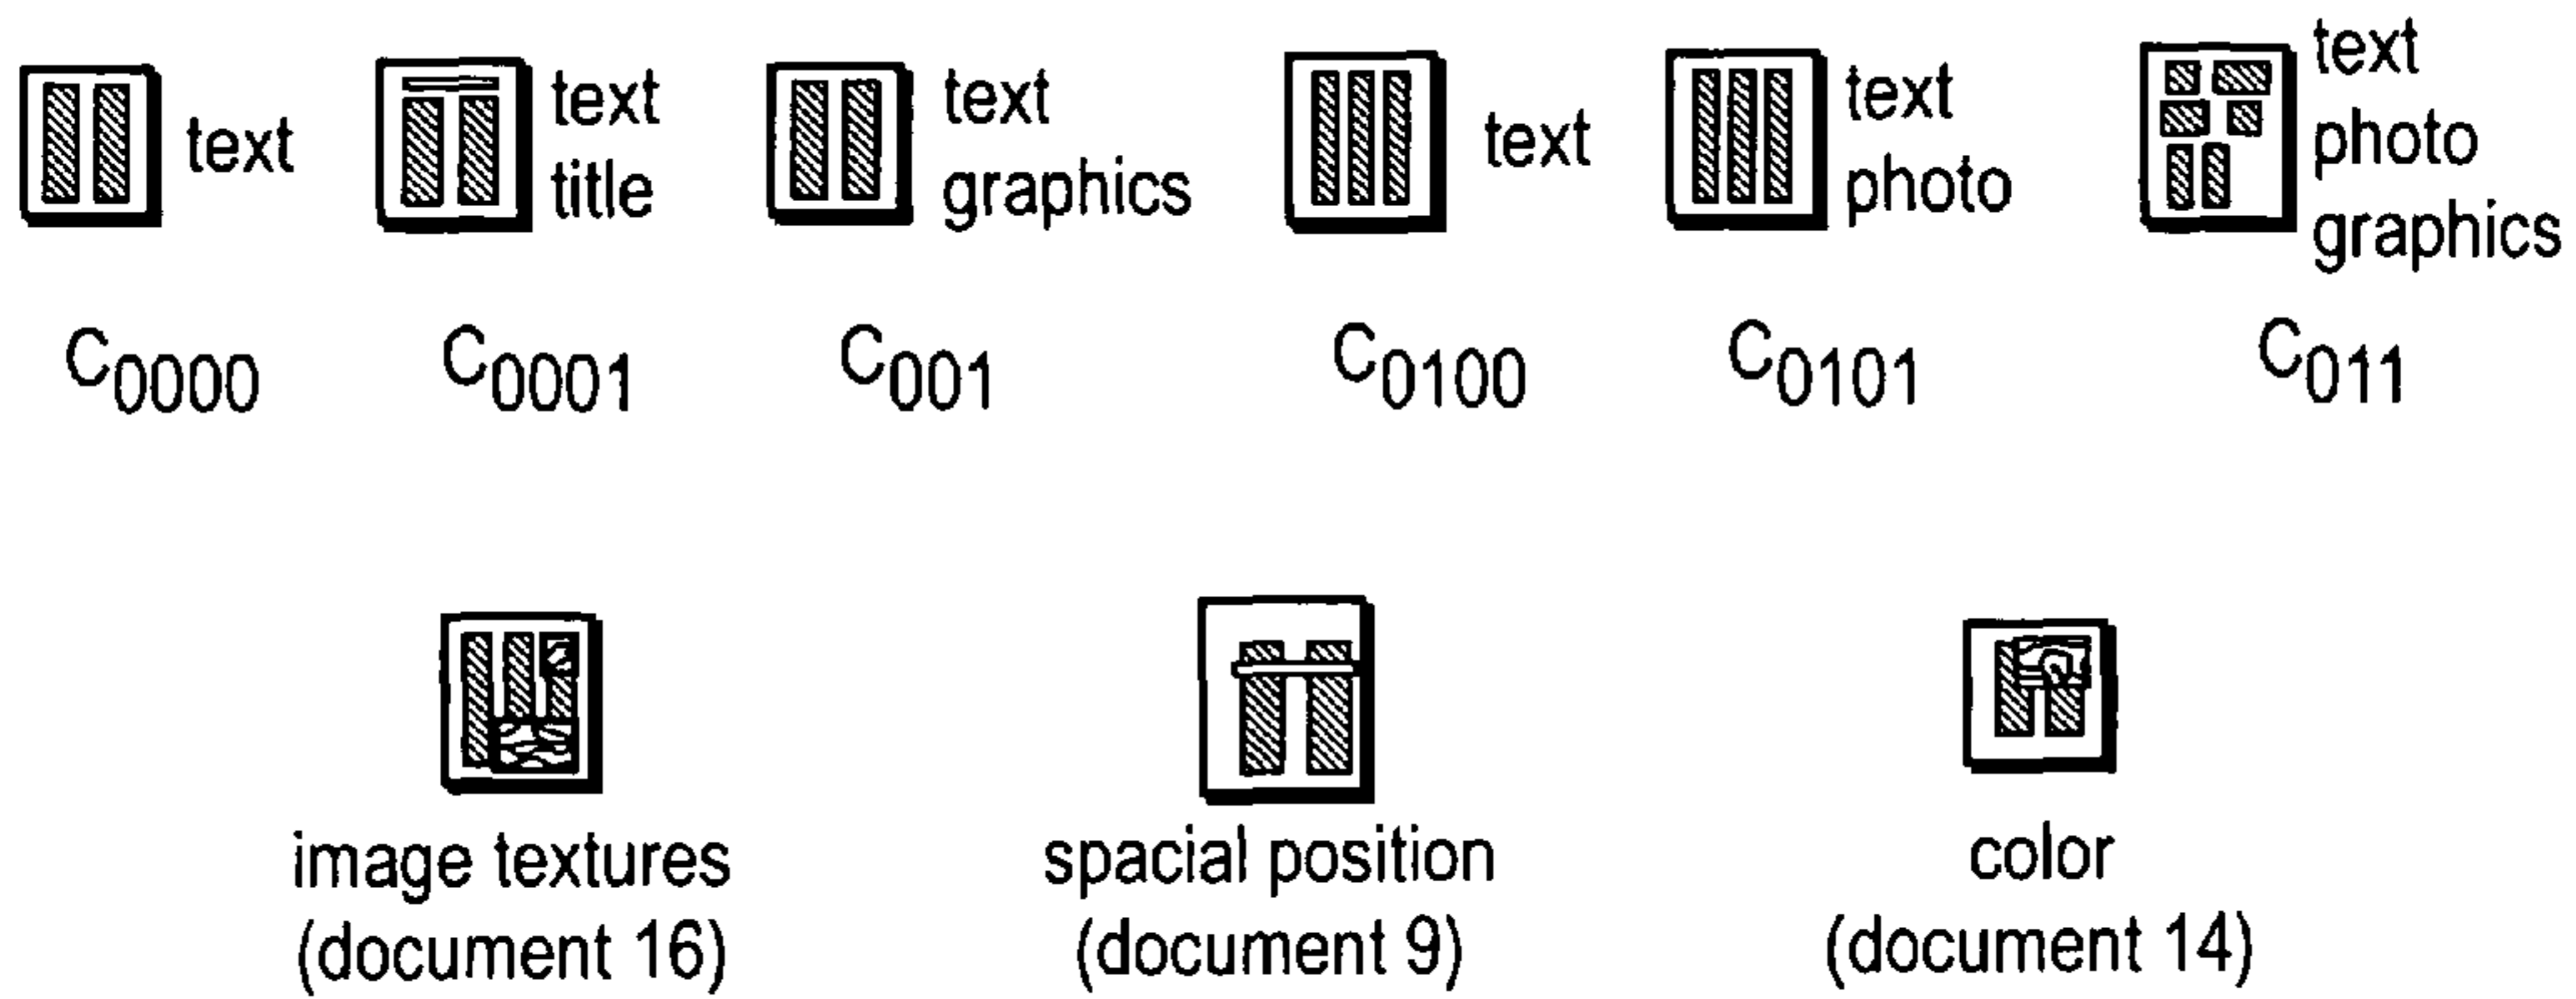 text
text
title
text
graphics
text
text
photo
text
photo
graphics
C0000
C0001
C001
C0100
C0101
C011
image textures
(document 16)
spacial position
(document 9)
color
(document 14)